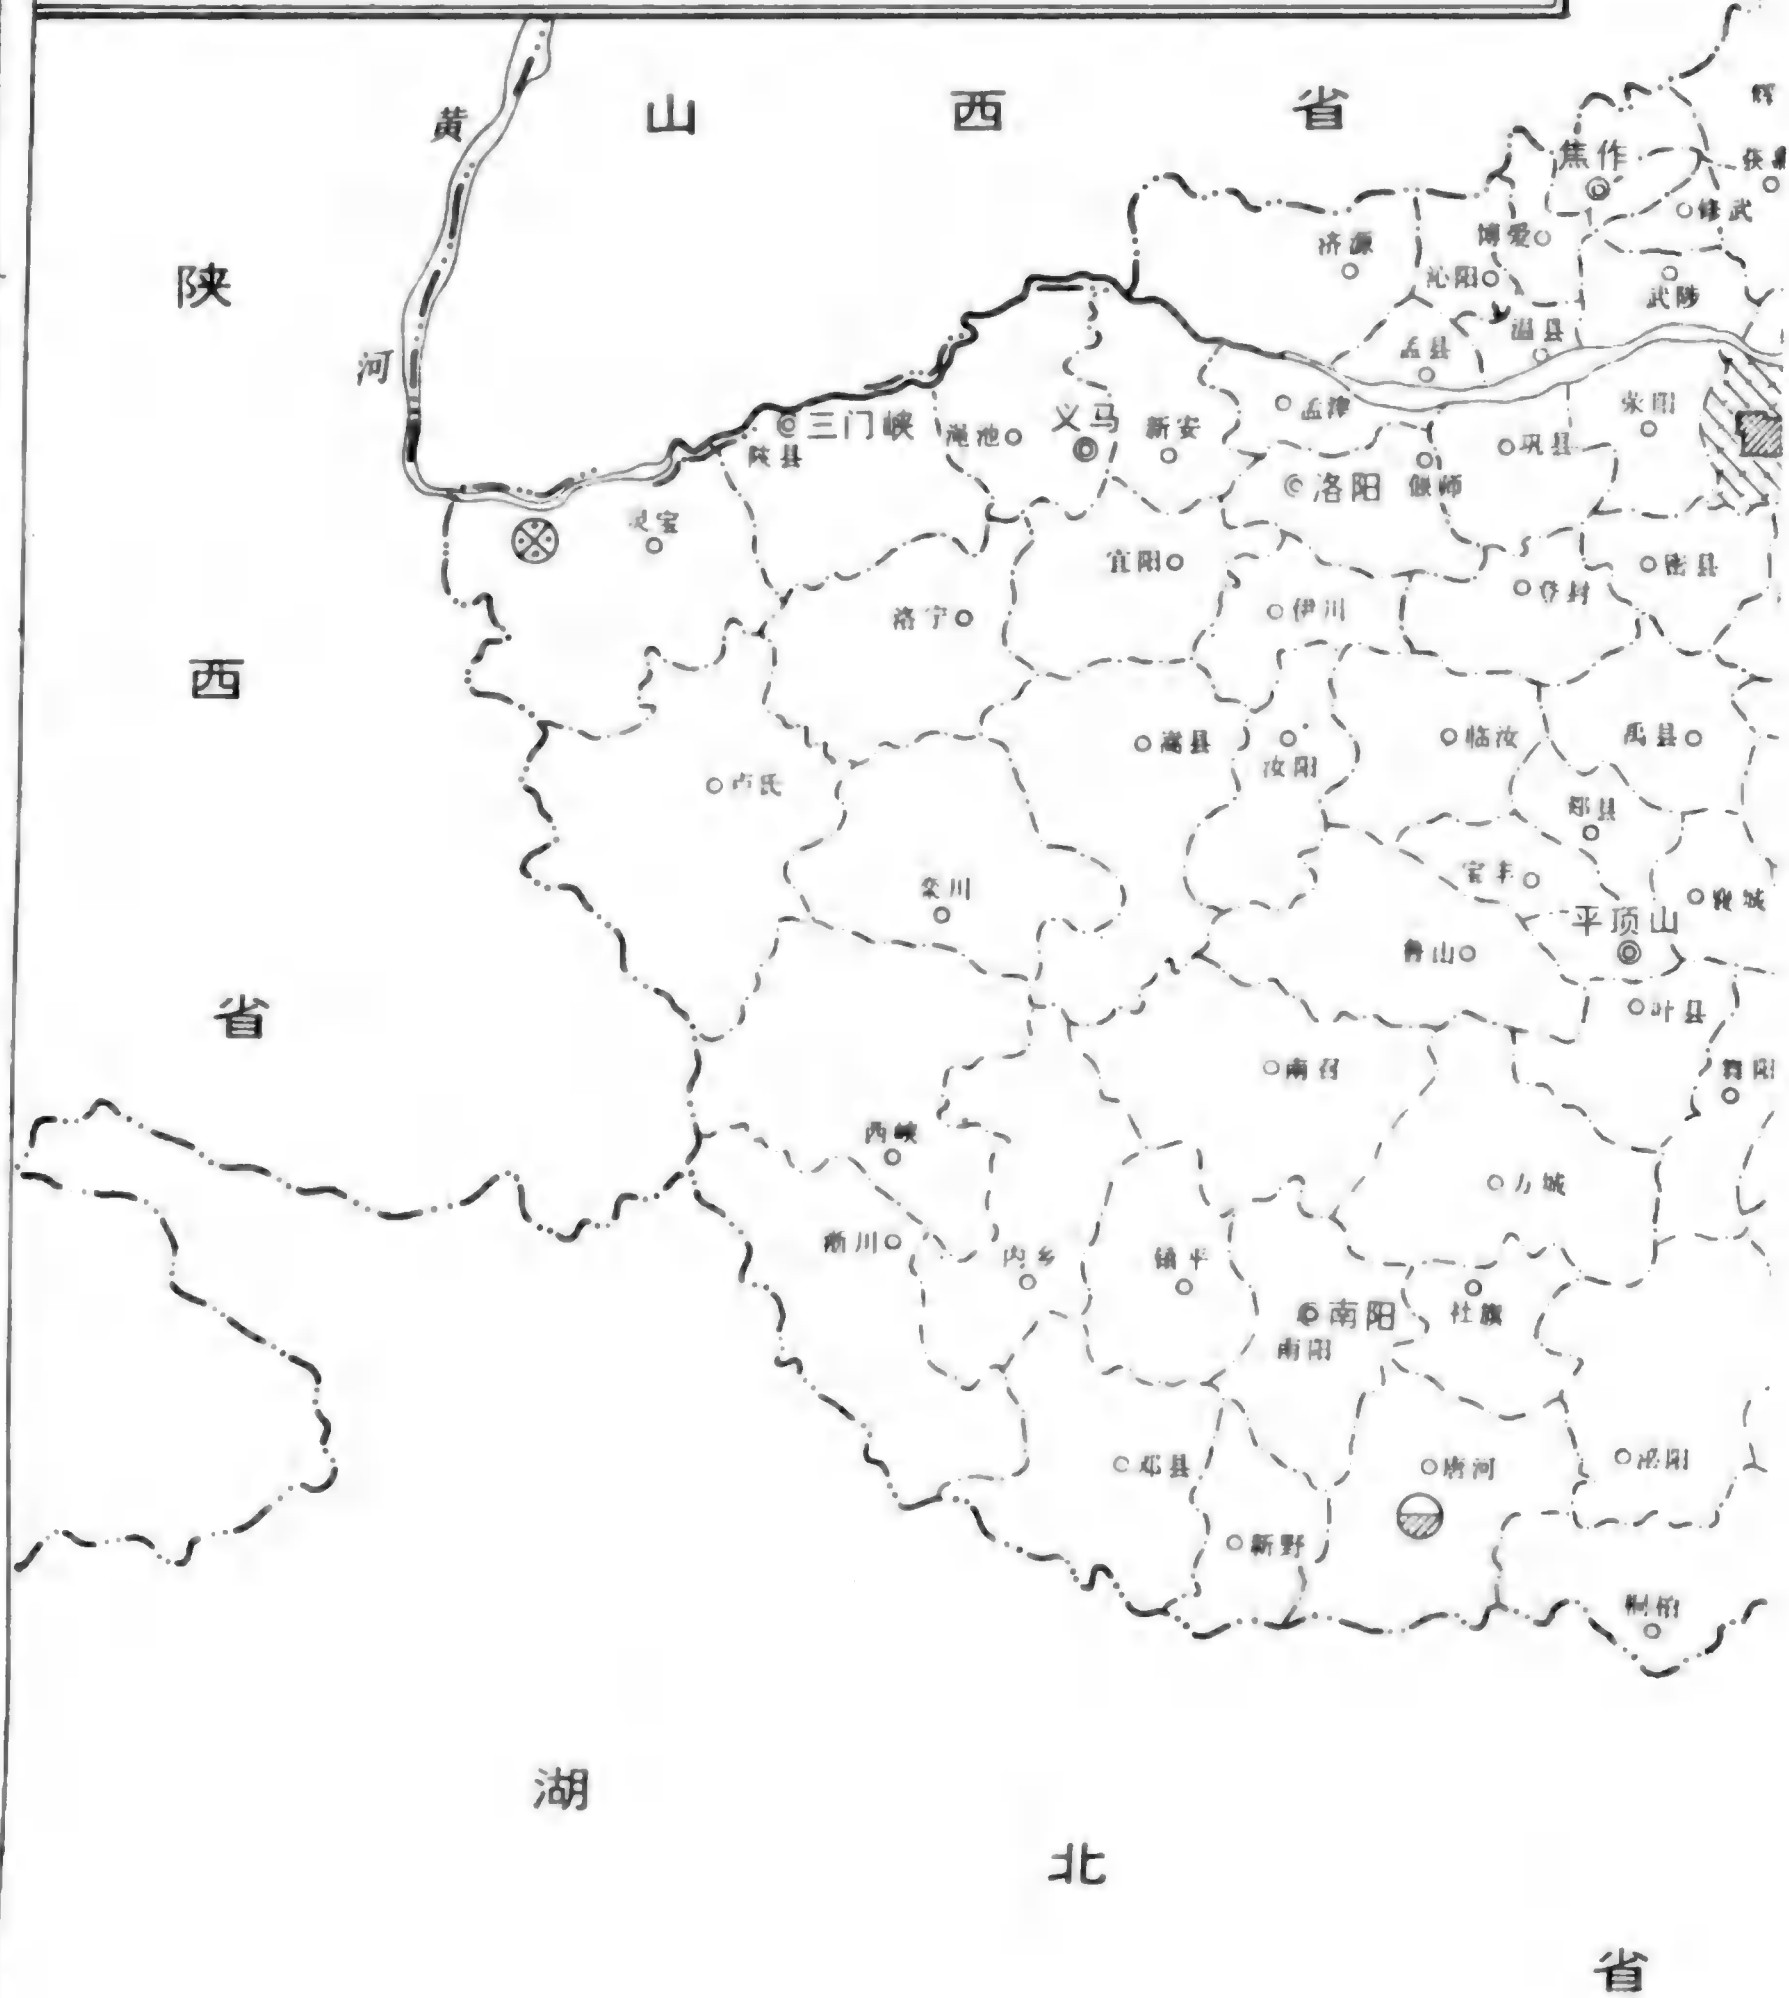 黄河
山西省
陕西省
湖北省
辉
获嘉
焦作
修武
博爱
济源
沁阳
武陟
温县
孟县
荥阳
孟津
三门峡
渑池
义马
新安
陕县
巩县
洛阳
偃师
灵宝
宜阳
密县
登封
洛宁
伊川
嵩县
临汝
禹县
汝阳
卢氏
郏县
宝丰
栾川
襄城
平顶山
鲁山
叶县
南召
舞阳
西峡
方城
淅川
内乡
镇平
南阳
社旗
南阳
邓县
唐河
泌阳
新野
桐柏